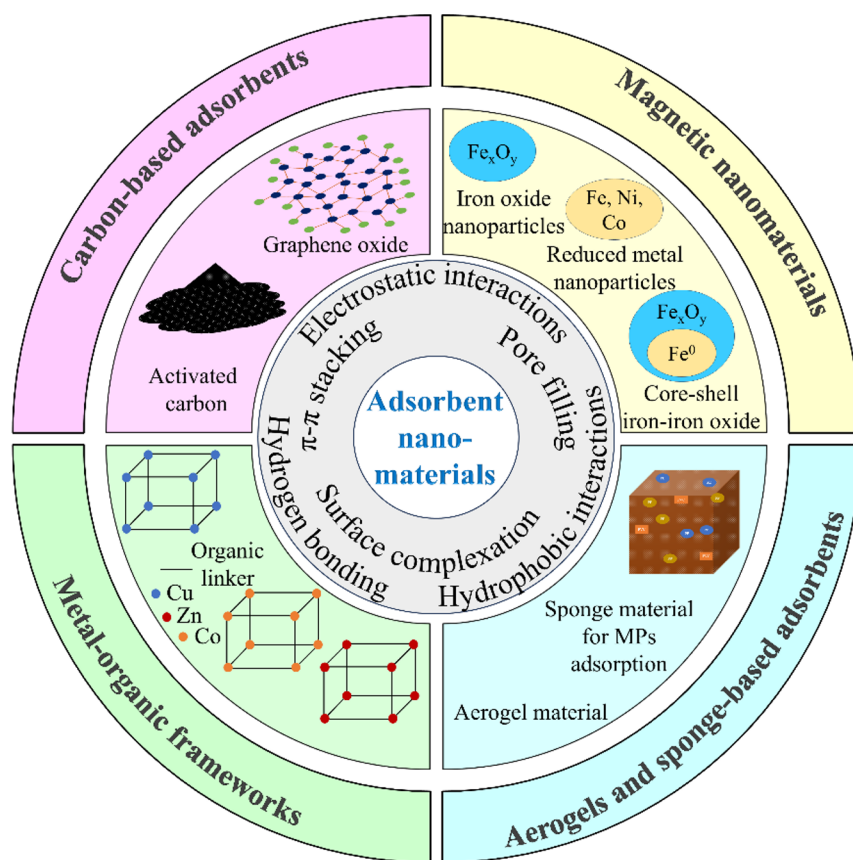 Carbon-based adsorbents
Magnetic nanomaterials
Graphene oxide
Activated
carbon
FexOy
Iron oxide
nanoparticles
Fe, Ni,
Co
Reduced metal
nanoparticles
FexOy
Fe⁰
Core-shell
iron-iron oxide
Electrostatic interactions
π-π stacking
Pore filling
Hydrogen bonding
Surface complexation
Hydrophobic interactions
Adsorbent
nano-
materials
Organic
linker
Cu
Zn
Co
Sponge material
for MPs
adsorption
Aerogel material
Metal-organic frameworks
Aerogels and sponge-based adsorbents